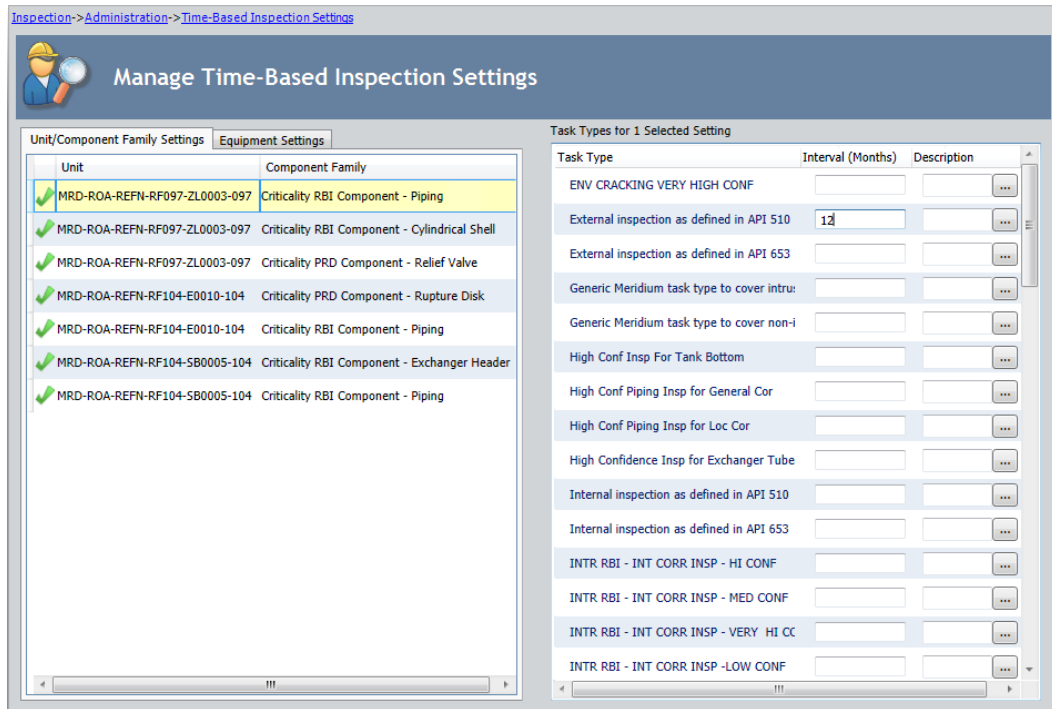 Inspection->Administration->Time-Based Inspection Settings
Manage Time-Based Inspection Settings
Unit/Component Family Settings Equipment Settings
Unit Component Family
MRD-ROA-REFN-RF097-ZL0003-097 Criticality RBI Component - Piping
MRD-ROA-REFN-RF097-ZL0003-097 Criticality RBI Component - Cylindrical Shell
MRD-ROA-REFN-RF097-ZL0003-097 Criticality PRD Component - Relief Valve
MRD-ROA-REFN-RF104-E0010-104 Criticality PRD Component - Rupture Disk
MRD-ROA-REFN-RF104-E0010-104 Criticality RBI Component - Piping
MRD-ROA-REFN-RF104-SB0005-104 Criticality RBI Component - Exchanger Header
MRD-ROA-REFN-RF104-SB0005-104 Criticality RBI Component - Piping
Task Types for 1 Selected Setting
Task Type Interval (Months) Description
ENV CRACKING VERY HIGH CONF ...
External inspection as defined in API 510 12 ...
External inspection as defined in API 653 ...
Generic Meridium task type to cover intru ...
Generic Meridium task type to cover non-i ...
High Conf Insp For Tank Bottom ...
High Conf Piping Insp for General Cor ...
High Conf Piping Insp for Loc Cor ...
High Confidence Insp for Exchanger Tube ...
Internal inspection as defined in API 510 ...
Internal inspection as defined in API 653 ...
INTR RBI - INT CORR INSP - HI CONF ...
INTR RBI - INT CORR INSP - MED CONF ...
INTR RBI - INT CORR INSP - VERY  HI CC ...
INTR RBI - INT CORR INSP -LOW CONF ...